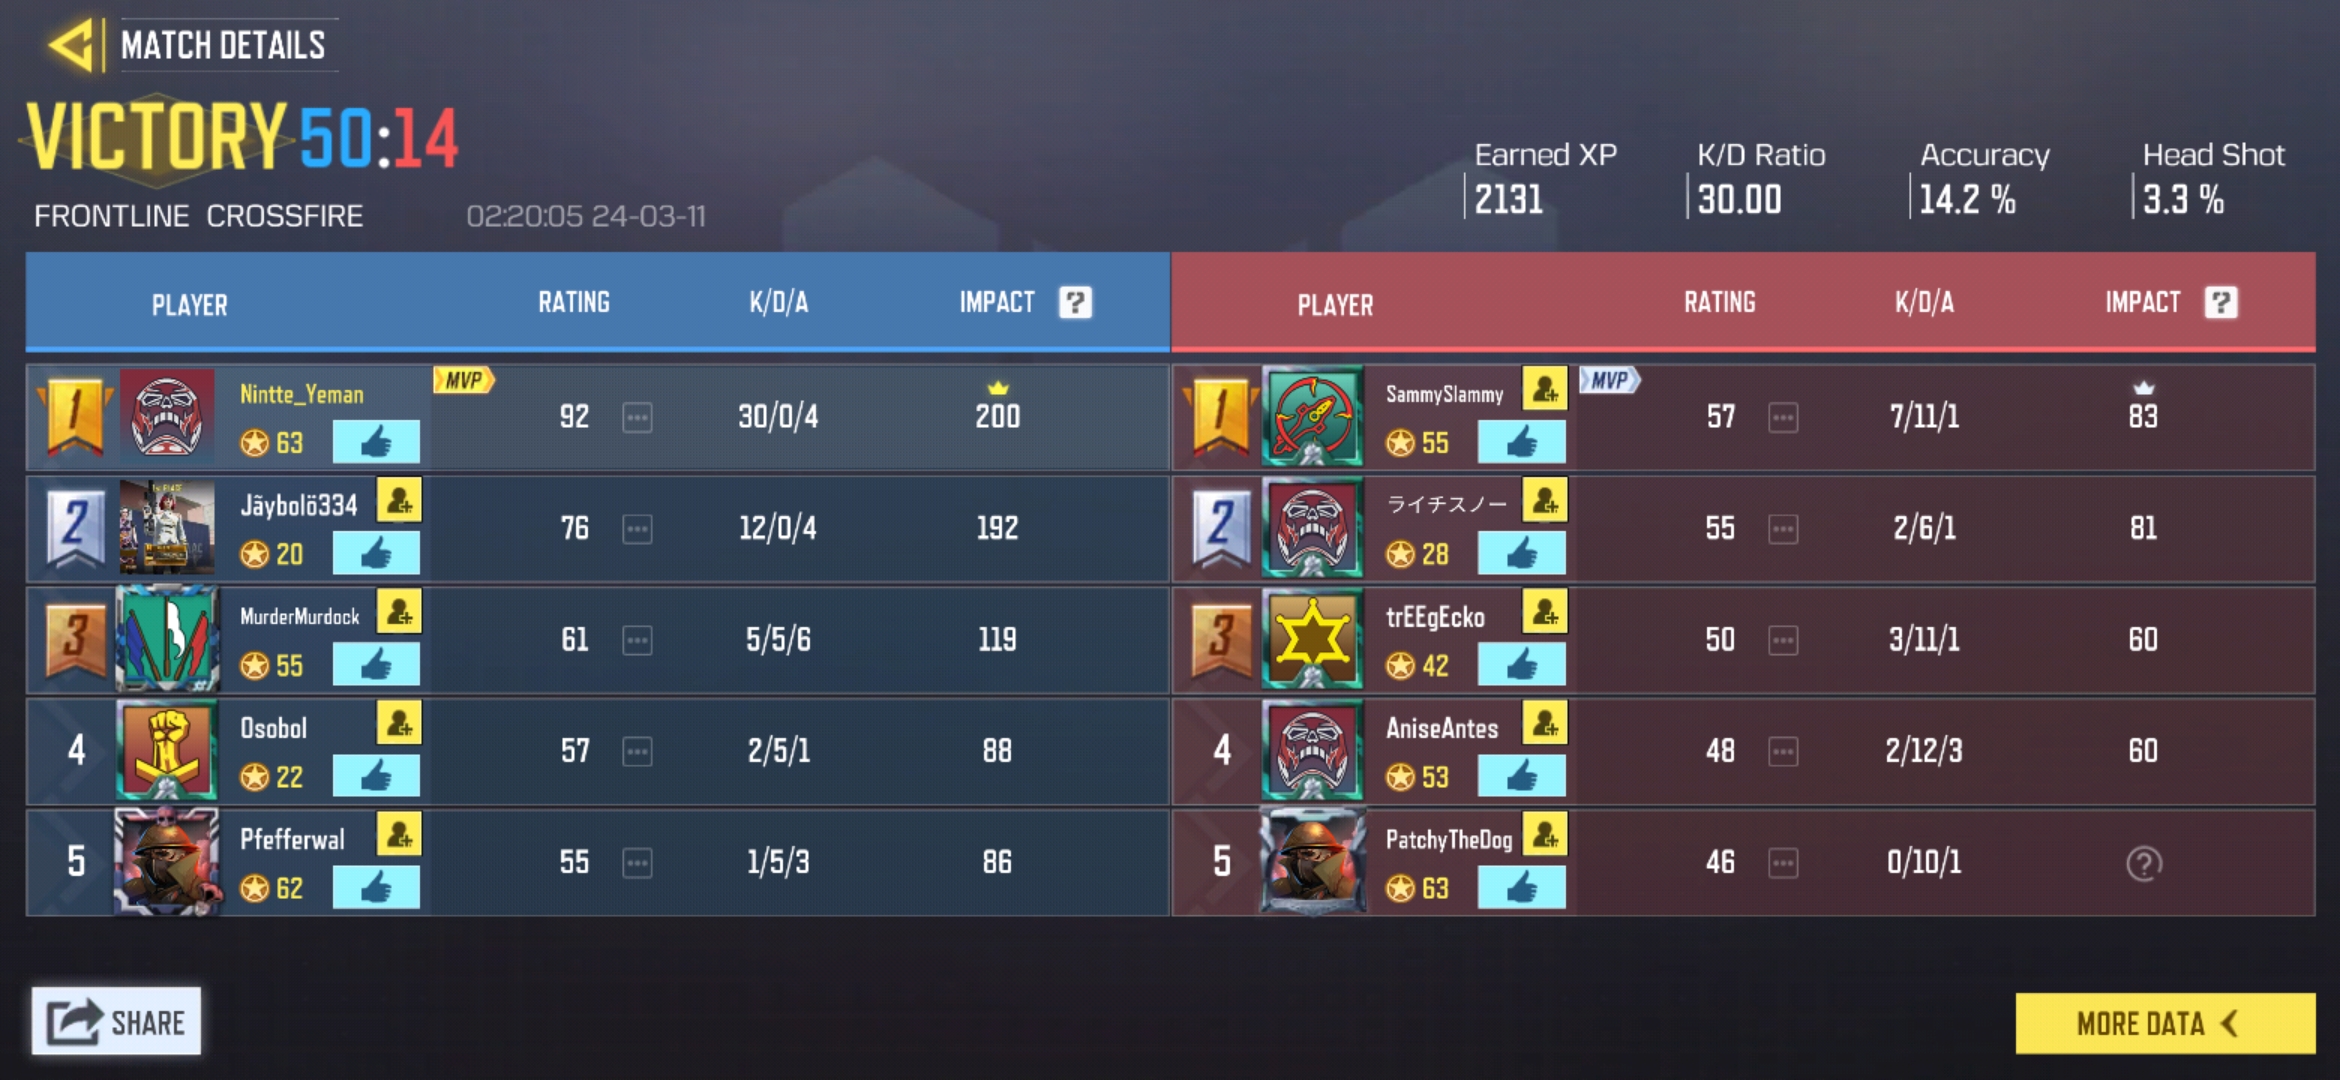 MATCH DETAILS
VICTORY 50:14
FRONTLINE CROSSFIRE 02:20:05 24-03-11
Earned XP K/D Ratio Accuracy Head Shot
2131 30.00 14.2 % 3.3 %
PLAYER RATING K/D/A IMPACT ? PLAYER RATING K/D/A IMPACT ?
1 Nintte_Yeman MVP 63 92 30/0/4 200
2 Jãybolö334 20 76 12/0/4 192
3 MurderMurdock 55 61 5/5/6 119
4 Osobol 22 57 2/5/1 88
5 Pfefferwal 62 55 1/5/3 86
1 SammySlammy MVP 55 57 7/11/1 83
2 ライチスノー 28 55 2/6/1 81
3 trEEgEcko 42 50 3/11/1 60
4 AniseAntes 53 48 2/12/3 60
5 PatchyTheDog 63 46 0/10/1 ?
SHARE
MORE DATA